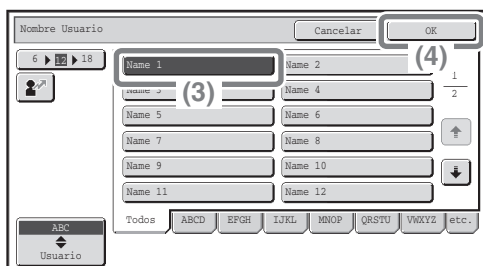 Nombre Usuario Cancelar OK
(4)
6 12 18
Name 1 Name 2
1
2
(3)
Name 3 Name 4
Name 5 Name 6
Name 7 Name 8
Name 9 Name 10
Name 11 Name 12
Todos ABCD EFGH IJKL MNOP QRSTU VWXYZ etc.
ABC
Usuario